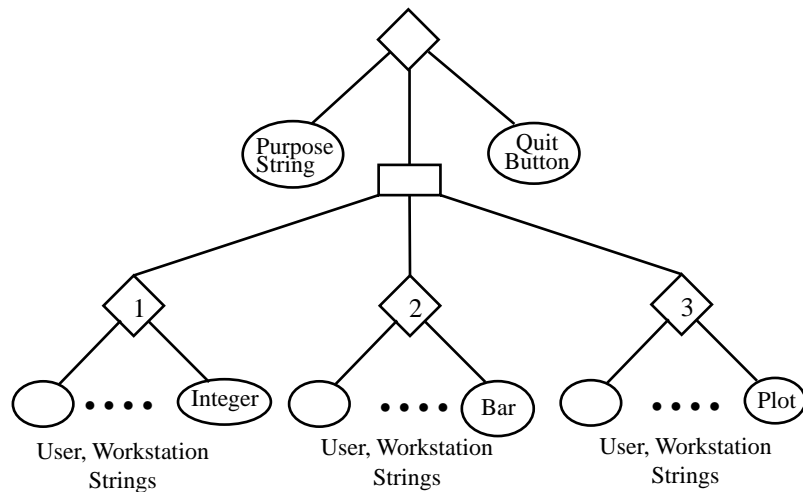 Purpose
String
Quit
Button
1
2
3
Integer
Bar
Plot
User, Workstation
Strings
User, Workstation
Strings
User, Workstation
Strings